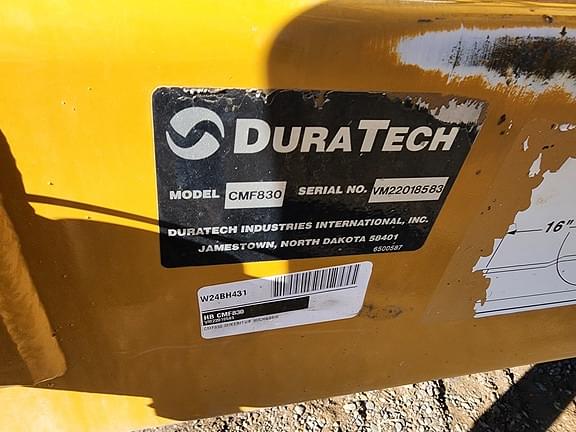 DURATECH
MODEL CMF830 SERIAL NO. VM22018583
DURATECH INDUSTRIES INTERNATIONAL, INC.
JAMESTOWN, NORTH DAKOTA 58401
6500587
16"
W24BH431
HB CMF830
VM22018583